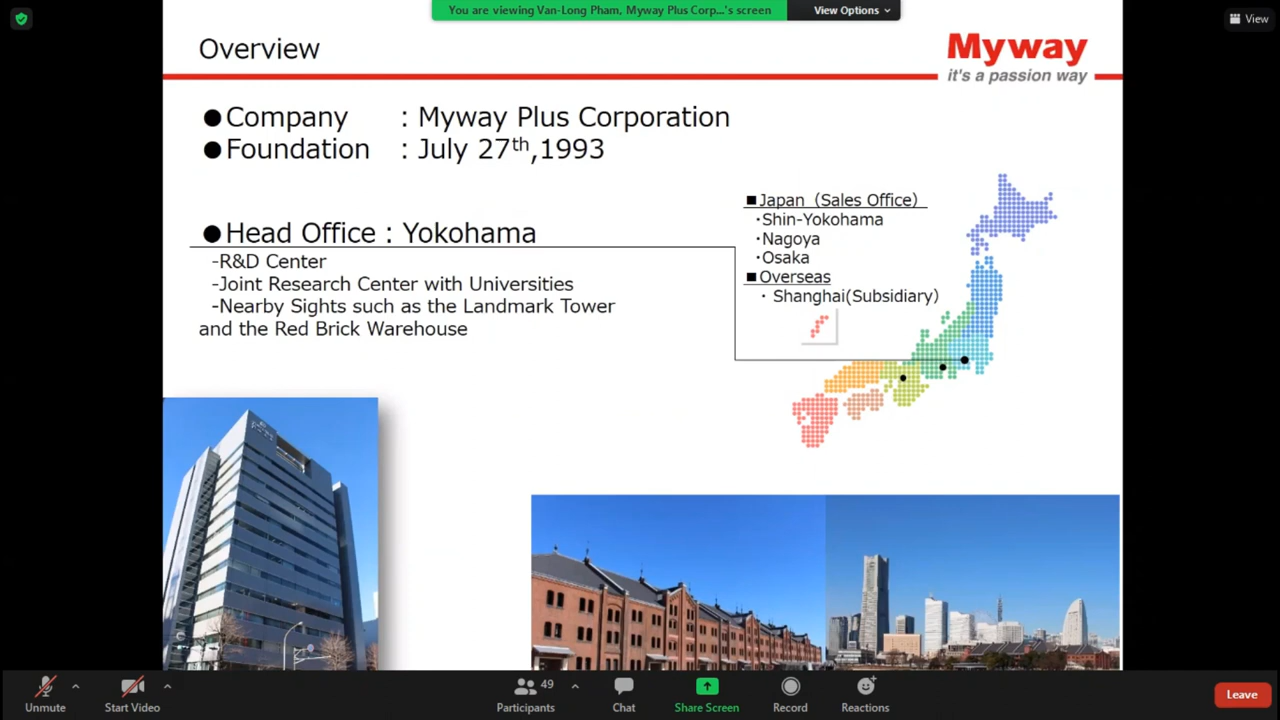 You are viewing Van-Long Pham, Myway Plus Corp...'s screen
View Options
View
Overview
Myway
it's a passion way
●Company : Myway Plus Corporation
●Foundation : July 27th,1993
●Head Office : Yokohama
-R&D Center
-Joint Research Center with Universities
-Nearby Sights such as the Landmark Tower
and the Red Brick Warehouse
■Japan（Sales Office）
・Shin-Yokohama
・Nagoya
・Osaka
■Overseas
・Shanghai(Subsidiary)
Unmute
Start Video
49
Participants
Chat
Share Screen
Record
Reactions
Leave